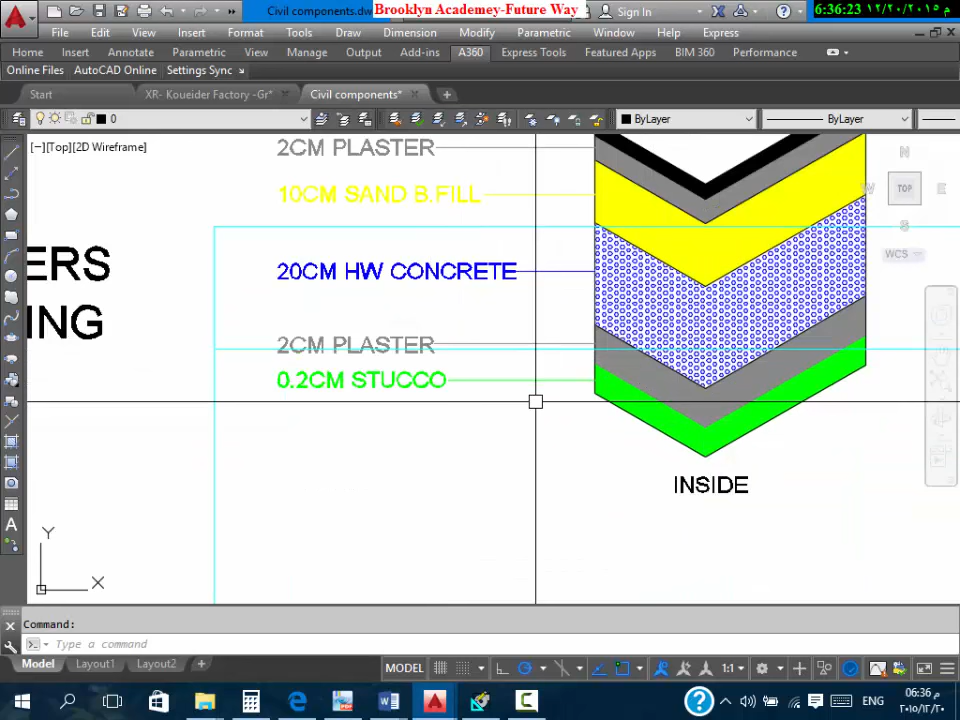 Civil components.dw
Brooklyn Academey-Future Way
Sign In
6:36:23 ١٢/٢٠/٢٠١٥ م
File Edit View Insert Format Tools Draw Dimension Modify Parametric Window Help Express
Home Insert Annotate Parametric View Manage Output Add-ins A360 Express Tools Featured Apps BIM 360 Performance
Online Files AutoCAD Online Settings Sync
Start XR- Koueider Factory -Gr* Civil components*
0 ByLayer ByLayer
[−][Top][2D Wireframe]
2CM PLASTER
10CM SAND B.FILL
20CM HW CONCRETE
2CM PLASTER
0.2CM STUCCO
ERS
ING
INSIDE
N
W TOP E
S
WCS
Y
X
Command:
Type a command
Model Layout1 Layout2
MODEL 1:1
ENG
06:36 م
٢٠١٥/١٢/٢٠